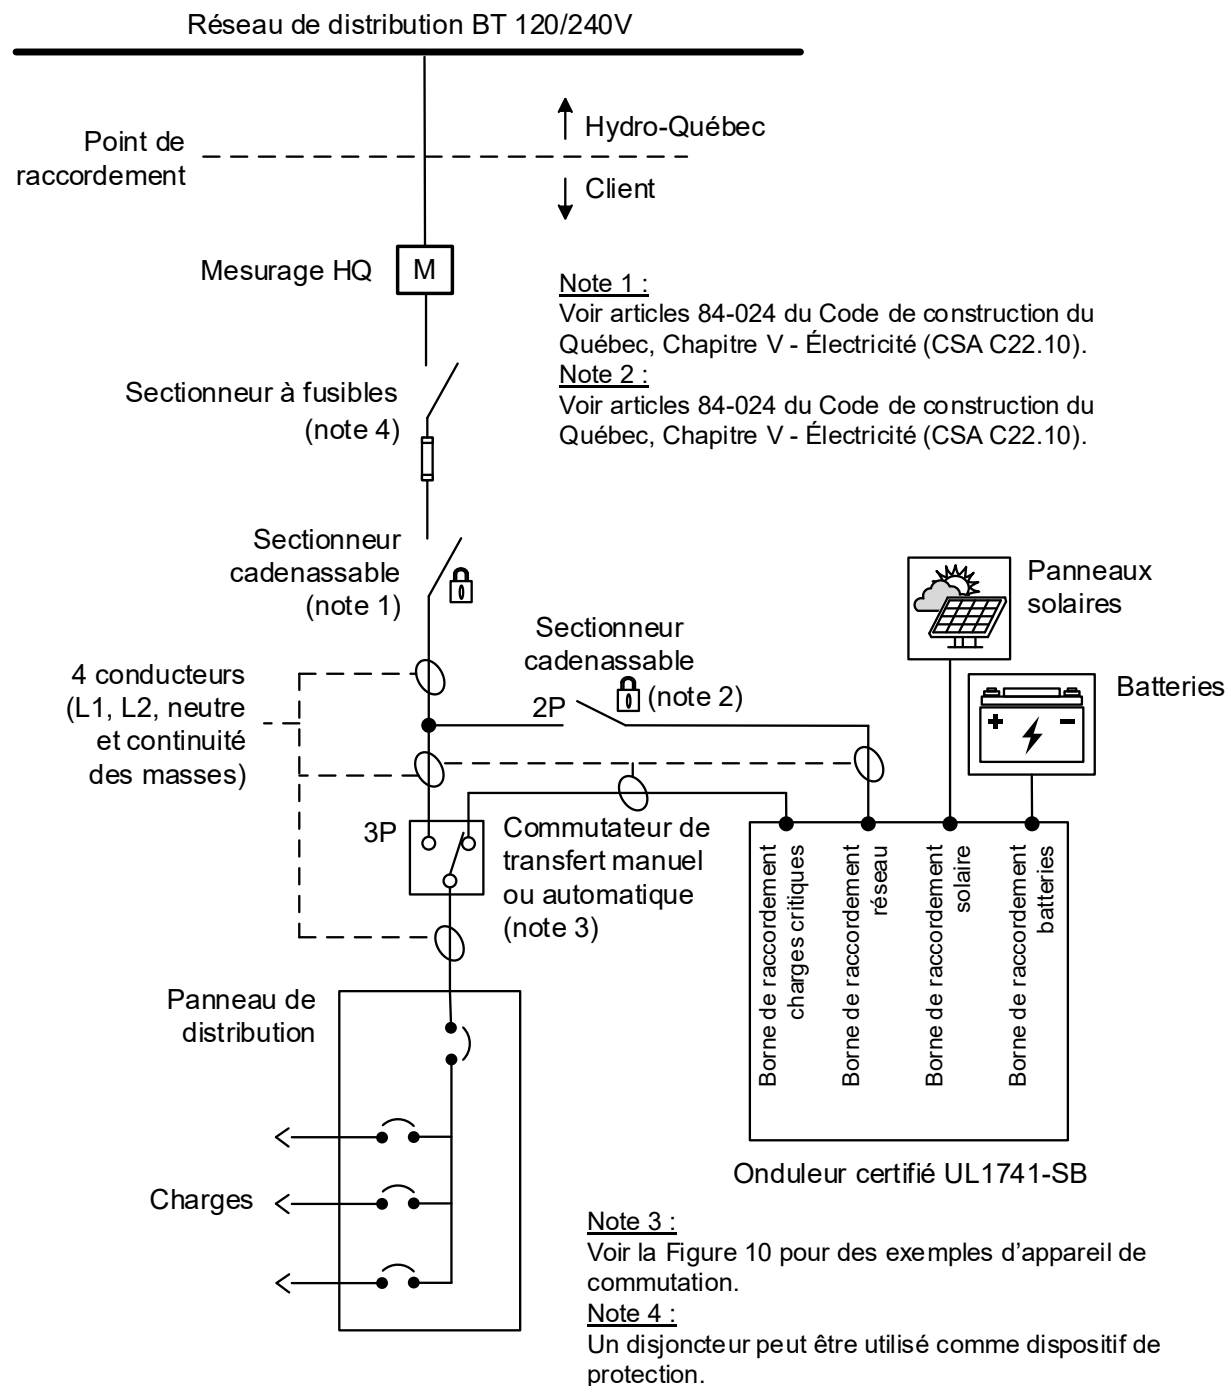 Réseau de distribution BT 120/240V
Hydro-Québec
Point de
raccordement
Client
Mesurage HQ
M
Note 1 :
Voir articles 84-024 du Code de construction du
Québec, Chapitre V - Électricité (CSA C22.10).
Note 2 :
Voir articles 84-024 du Code de construction du
Québec, Chapitre V - Électricité (CSA C22.10).
Sectionneur à fusibles
(note 4)
Sectionneur
cadenassable
(note 1)
Panneaux
solaires
Sectionneur
cadenassable
(note 2)
2P
Batteries
4 conducteurs
(L1, L2, neutre
et continuité
des masses)
3P
Commutateur de
transfert manuel
ou automatique
(note 3)
Borne de raccordement
charges critiques
Borne de raccordement
réseau
Borne de raccordement
solaire
Borne de raccordement
batteries
Panneau de
distribution
Onduleur certifié UL1741-SB
Charges
Note 3 :
Voir la Figure 10 pour des exemples d’appareil de
commutation.
Note 4 :
Un disjoncteur peut être utilisé comme dispositif de
protection.